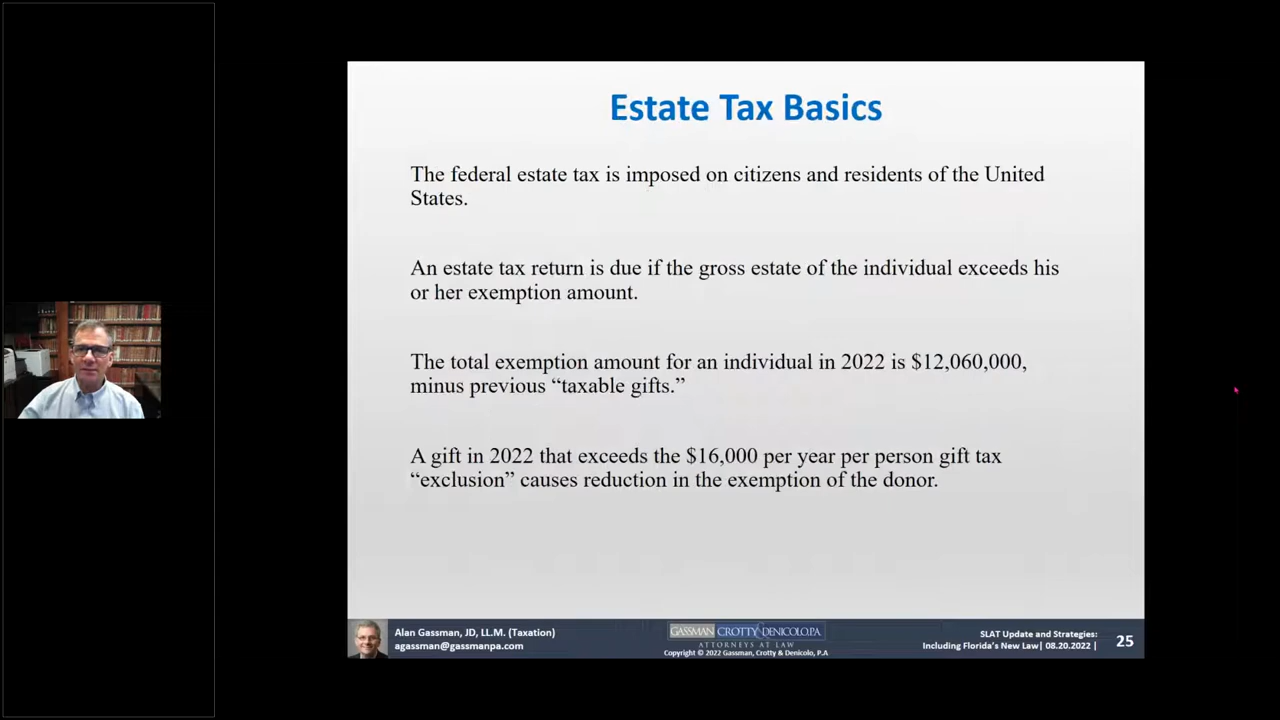 Estate Tax Basics
The federal estate tax is imposed on citizens and residents of the United
States.
An estate tax return is due if the gross estate of the individual exceeds his
or her exemption amount.
The total exemption amount for an individual in 2022 is $12,060,000,
minus previous “taxable gifts.”
A gift in 2022 that exceeds the $16,000 per year per person gift tax
“exclusion” causes reduction in the exemption of the donor.
Alan Gassman, JD, LL.M. (Taxation)
agassman@gassmanpa.com
GASSMAN CROTTY DENICOLO, P.A.
ATTORNEYS AT LAW
Copyright © 2022 Gassman, Crotty & Denicolo, P.A
SLAT Update and Strategies:
Including Florida's New Law| 08.20.2022 |
25